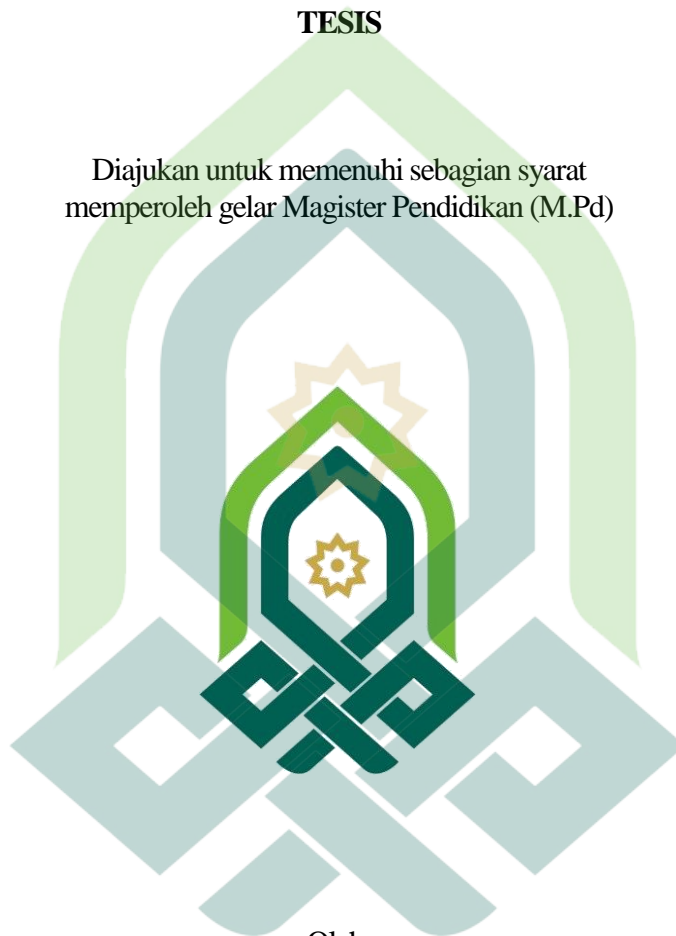 TESIS
Diajukan untuk memenuhi sebagian syarat
memperoleh gelar Magister Pendidikan (M.Pd)